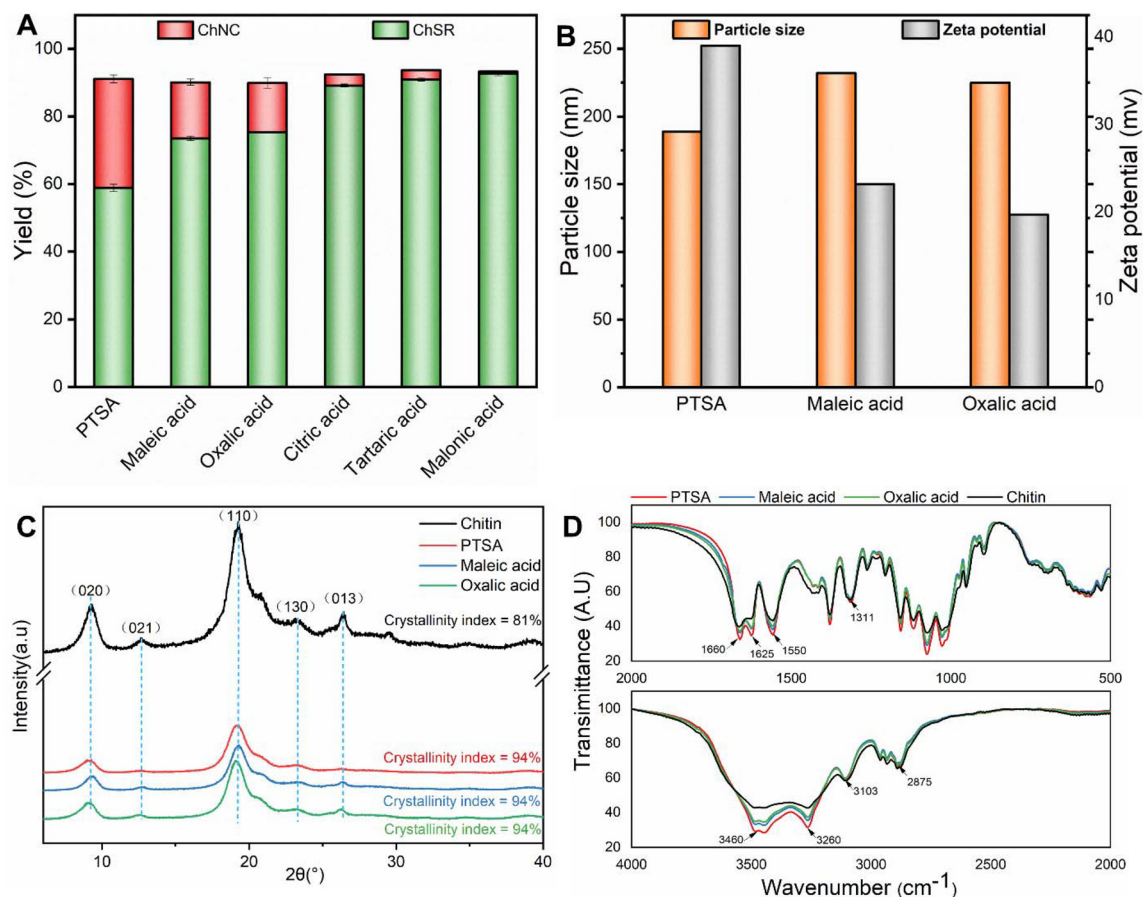 A
ChNC ChSR
Yield (%)
100
80
60
40
20
0
PTSA
Maleic acid
Oxalic acid
Citric acid
Tartaric acid
Malonic acid
B
Particle size Zeta potential
Particle size (nm)
250
200
150
100
50
0
Zeta potential (mv)
40
30
20
10
0
PTSA Maleic acid Oxalic acid
C
Intensity(a.u)
(020)
(021)
(110)
(130)
(013)
Chitin
PTSA
Maleic acid
Oxalic acid
Crystallinity index = 81%
Crystallinity index = 94%
Crystallinity index = 94%
Crystallinity index = 94%
10 20 30 40
2θ(°)
D
PTSA Maleic acid Oxalic acid Chitin
Transimittance (A.U)
100
80
60
40
20
1660
1625
1550
1311
2000 1500 1000 500
100
80
60
40
20
3460
3260
3103
2875
4000 3500 3000 2500 2000
Wavenumber (cm-1)